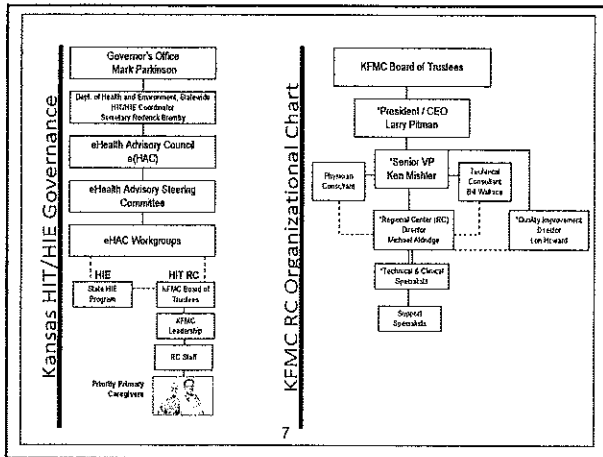 Kansas HIT/HIE Governance
Governor's Office
Mark Parkinson
Dept. of Health and Environment, Statewide
HIT/HIE Coordinator
Secretary Roderick Bremby
eHealth Advisory Council
e(HAC)
eHealth Advisory Steering
Committee
eHAC Workgroups
HIE
HIT RC
State HIE
Program
KFMC Board of
Trustees
KFMC
Leadership
RC Staff
Priority Primary
Caregivers
KFMC RC Organizational Chart
KFMC Board of Trustees
*President / CEO
Larry Pitman
*Senior VP
Ken Mishler
Physician
Consultant
Technical
Consultant
Bill Wallace
*Regional Center (RC)
Director
Michael Aldridge
*Quality Improvement
Director
Lori Howard
*Technical & Clinical
Specialists
Support
Specialists
7